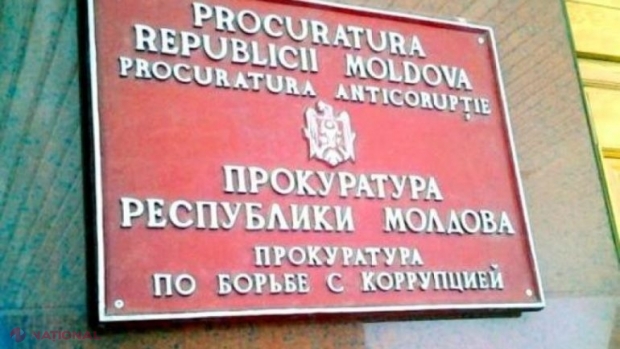 PROCURATURA
REPUBLICII MOLDOVA
PROCURATURA ANTICORUPȚIE
ПРОКУРАТУРА
РЕСПУБЛИКИ МОЛДОВА
ПРОКУРАТУРА
ПО БОРЬБЕ С КОРРУПЦИЕЙ